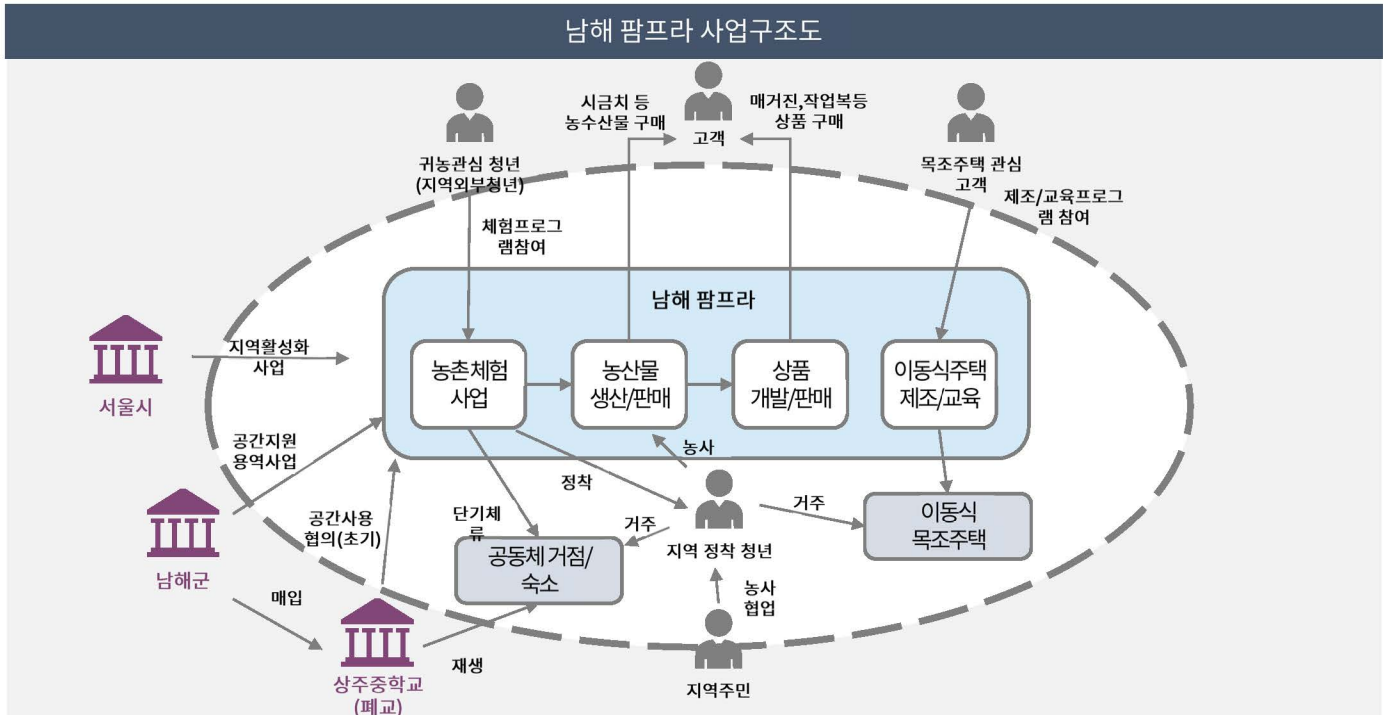 남해 팜프라 사업구조도
시금치 등
농수산물 구매
고객
매거진,작업복등
상품 구매
귀농관심 청년
(지역외부청년)
목조주택 관심
고객
체험프로그
램참여
제조/교육프로그
램 참여
남해 팜프라
농촌 체험
사업
농산물
생산/판매
상품
개발/판매
이동식주택
제조/교육
지역활성화
사업
서울시
공간지원
용역사업
남해군
매입
공간사용
협의(초기)
상주중학교
(폐교)
재생
단기체
류
공동체 거점/
숙소
정착
농사
거주
지역 정착 청년
거주
이동식
목조주택
농사
협업
지역주민